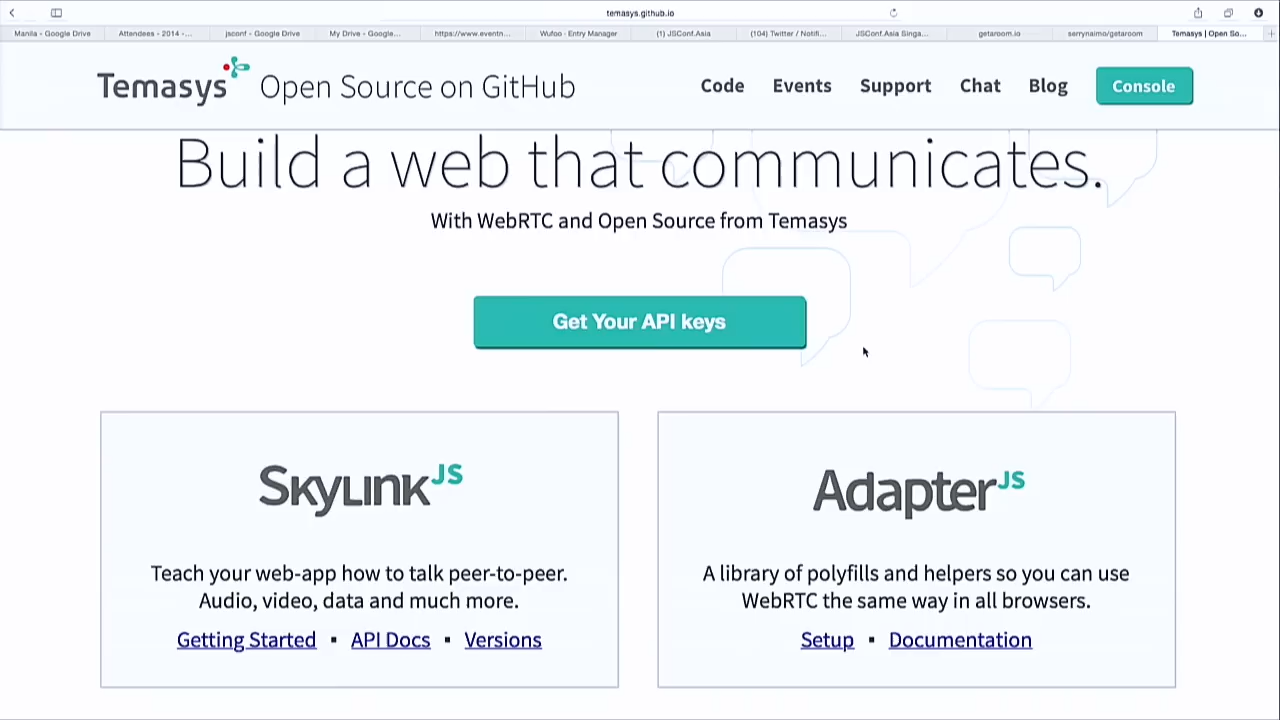 temasys.github.io
Manila - Google Drive
Attendees - 2014 -...
jsconf - Google Drive
My Drive - Google...
https://www.eventn...
Wufoo · Entry Manager
(1) JSConf.Asia
(104) Twitter / Notifi...
JSConf.Asia Singa...
getaroom.io
serrynaimo/getaroom
Temasys | Open So...
Temasys Open Source on GitHub
Code Events Support Chat Blog Console
Build a web that communicates.
With WebRTC and Open Source from Temasys
Get Your API keys
Skylink JS
Teach your web-app how to talk peer-to-peer.
Audio, video, data and much more.
Getting Started ▪ API Docs ▪ Versions
Adapter JS
A library of polyfills and helpers so you can use
WebRTC the same way in all browsers.
Setup ▪ Documentation